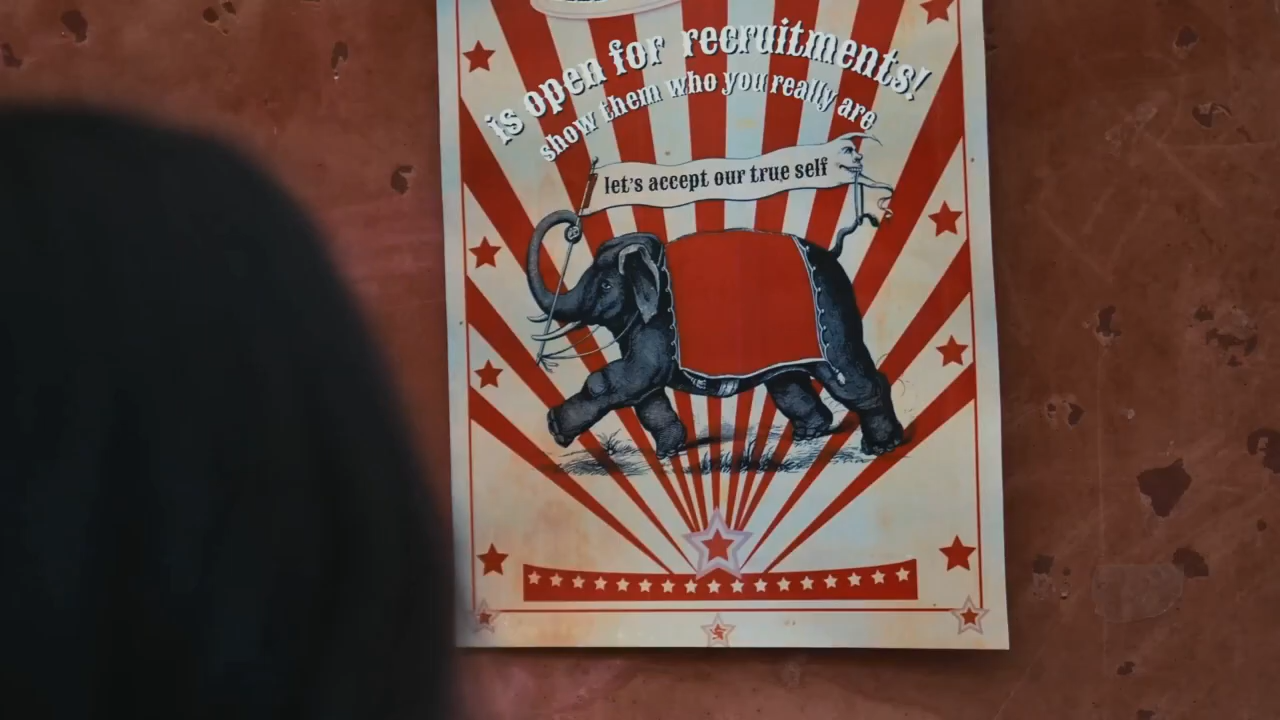 is open for recruitments!
show them who you really are
let's accept our true self